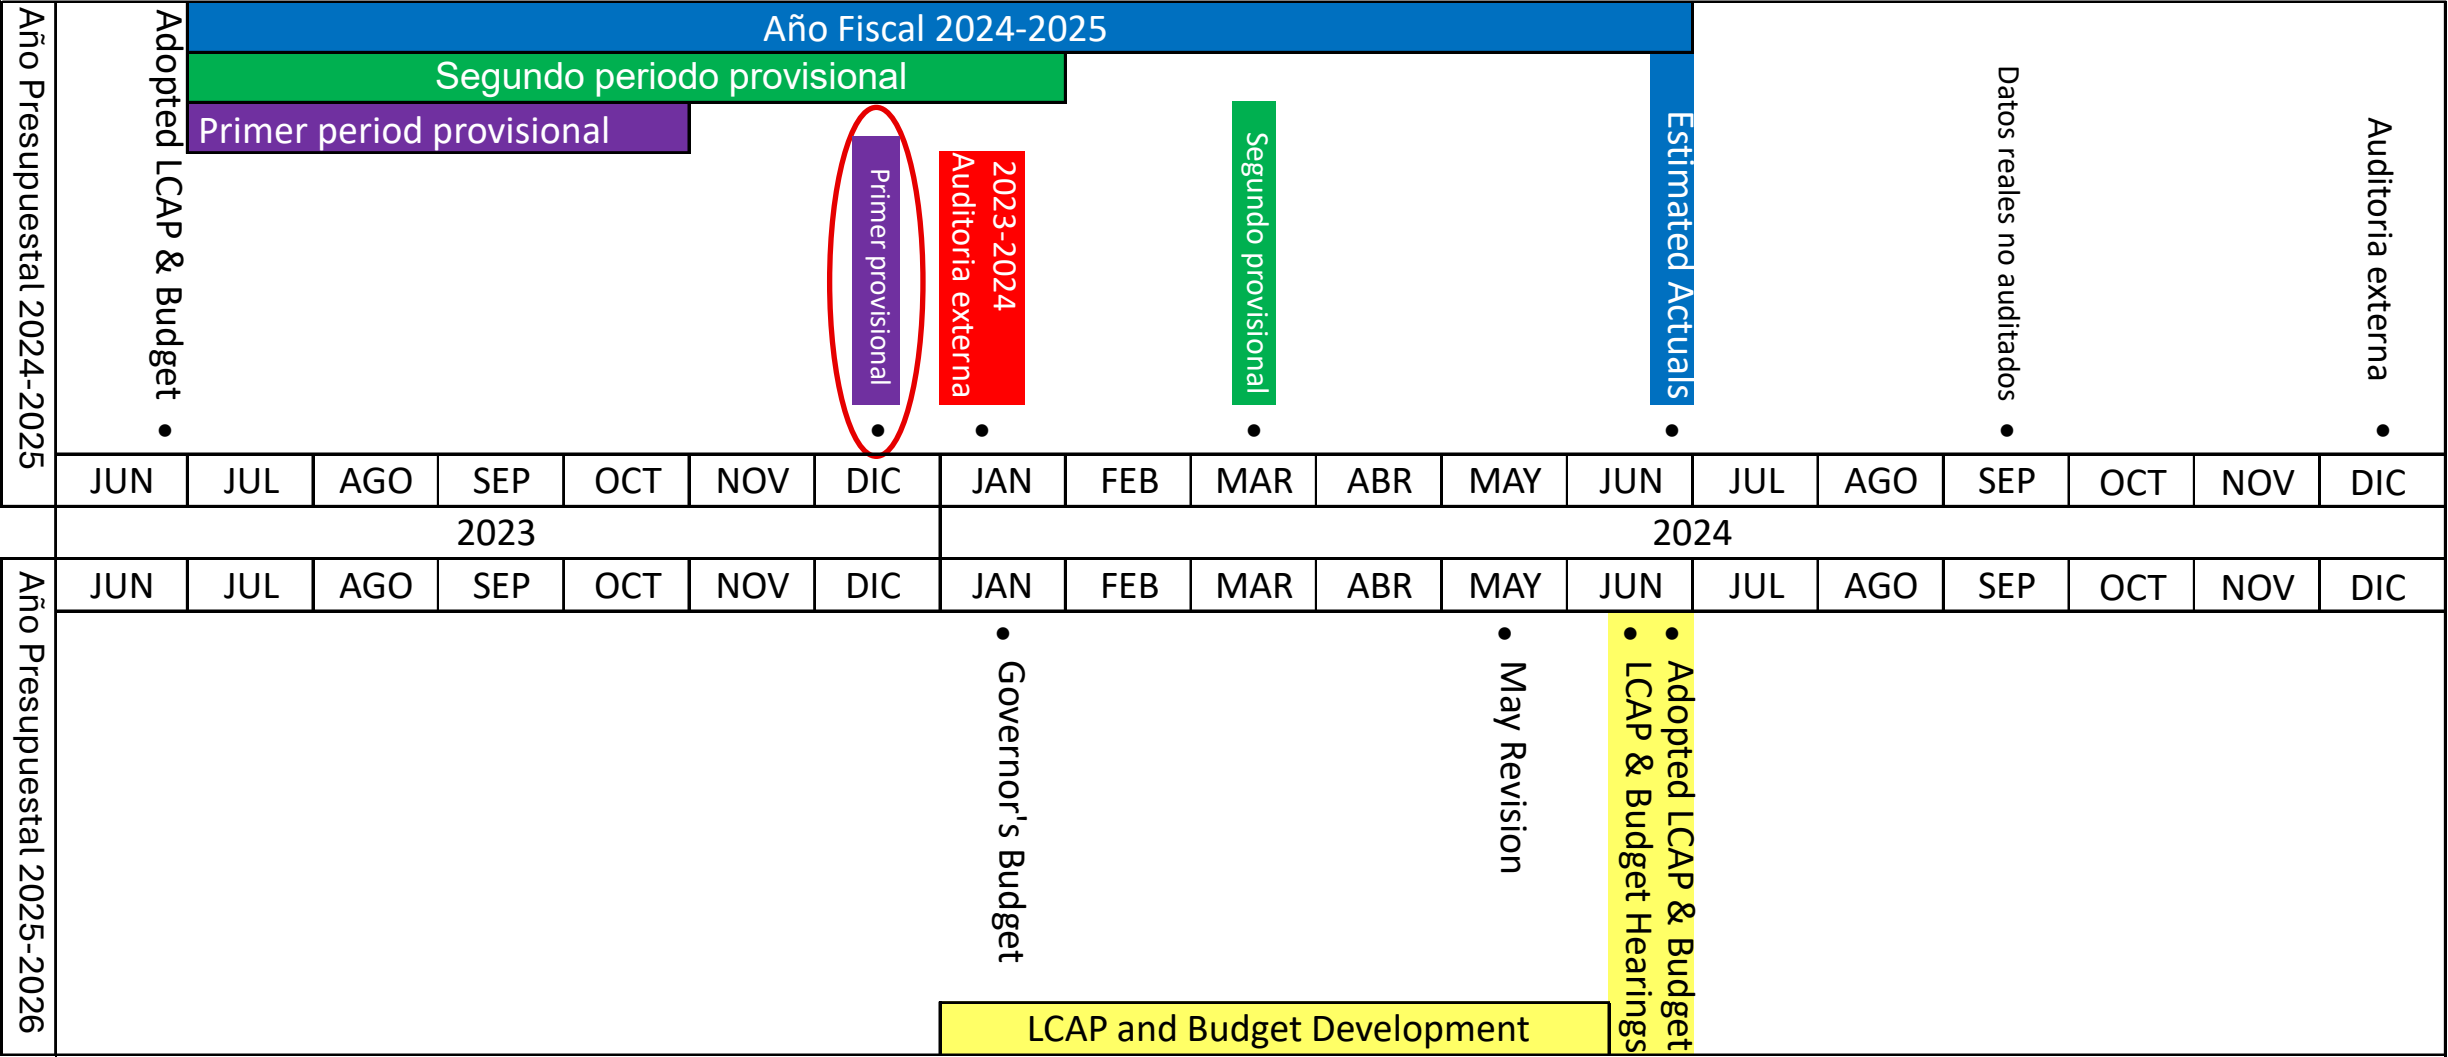 Año Presupuestal 2024-2025
Adopted LCAP & Budget
Año Fiscal 2024-2025
Segundo periodo provisional
Primer period provisional
Primer provisional
2023-2024
Auditoria externa
Segundo provisional
Estimated Actuals
Datos reales no auditados
Auditoria externa
JUN JUL AGO SEP OCT NOV DIC JAN FEB MAR ABR MAY JUN JUL AGO SEP OCT NOV DIC
2023 2024
JUN JUL AGO SEP OCT NOV DIC JAN FEB MAR ABR MAY JUN JUL AGO SEP OCT NOV DIC
Año Presupuestal 2025-2026
Governor's Budget
May Revision
LCAP & Budget Hearings
Adopted LCAP & Budget
LCAP and Budget Development